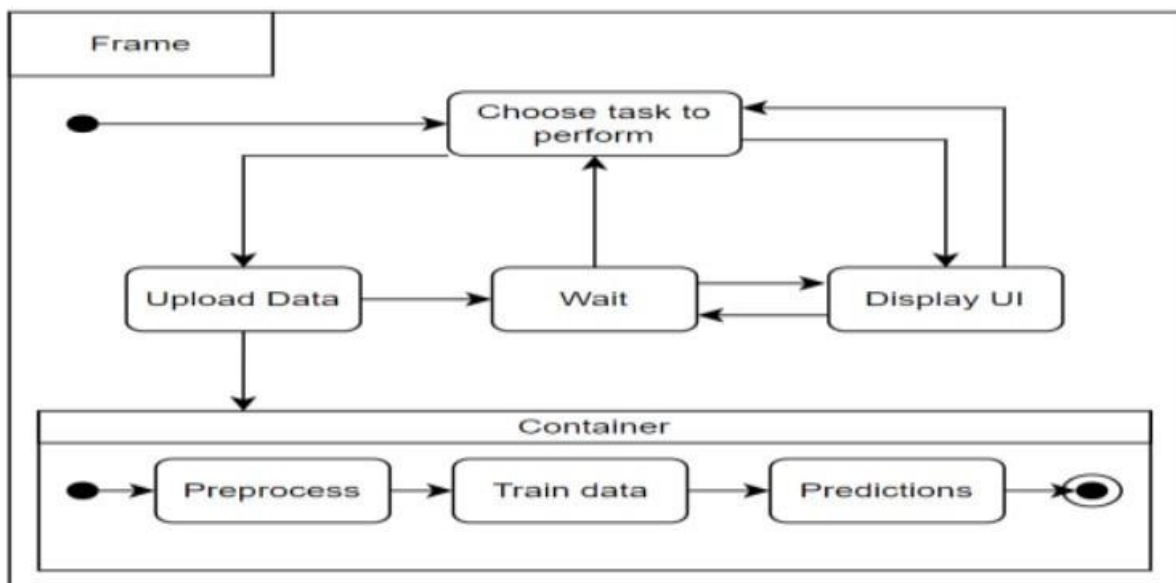 Frame
Choose task to
perform
Upload Data
Wait
Display UI
Container
Preprocess
Train data
Predictions